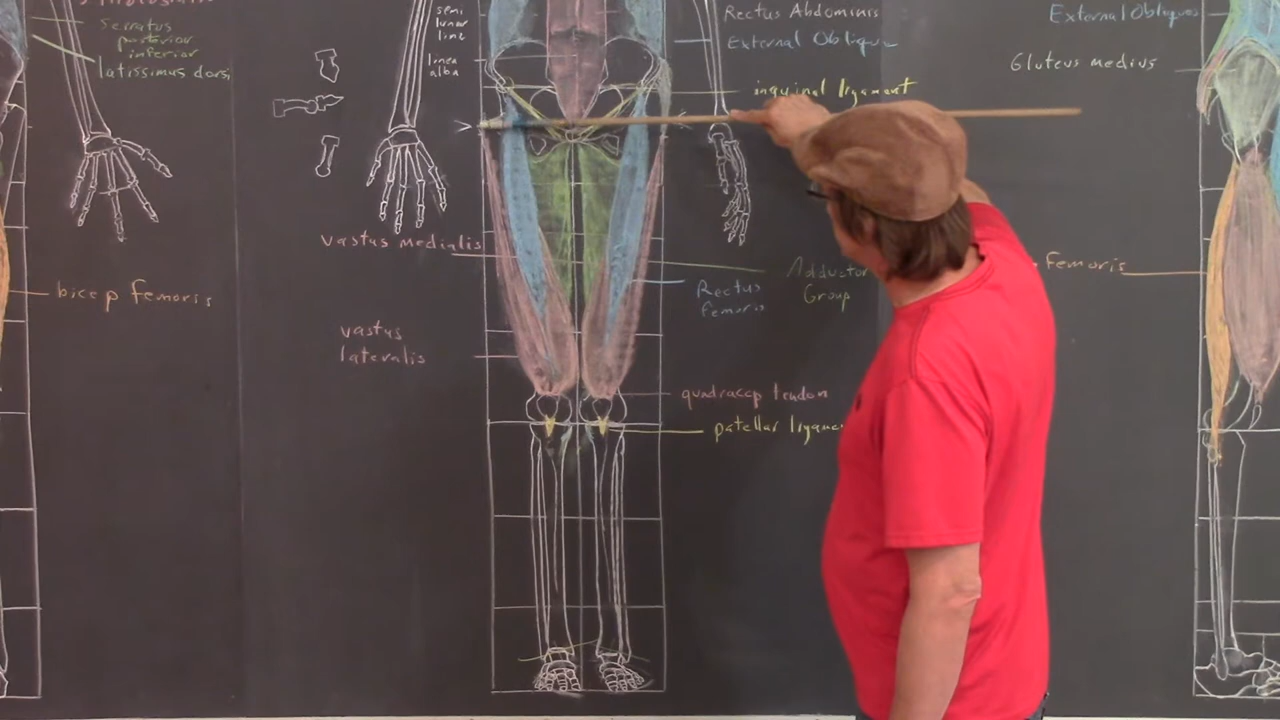 Serratus
posterior
inferior
latissimus dorsi
bicep femoris
semi
lunar
line
linea
alba
vastus medialis
vastus
lateralis
Rectus Abdominis
External Oblique
inguinal ligament
Adductor
Group
Rectus
femoris
quadracep tendon
patellar ligame
External Obliques
Gluteus medius
femoris